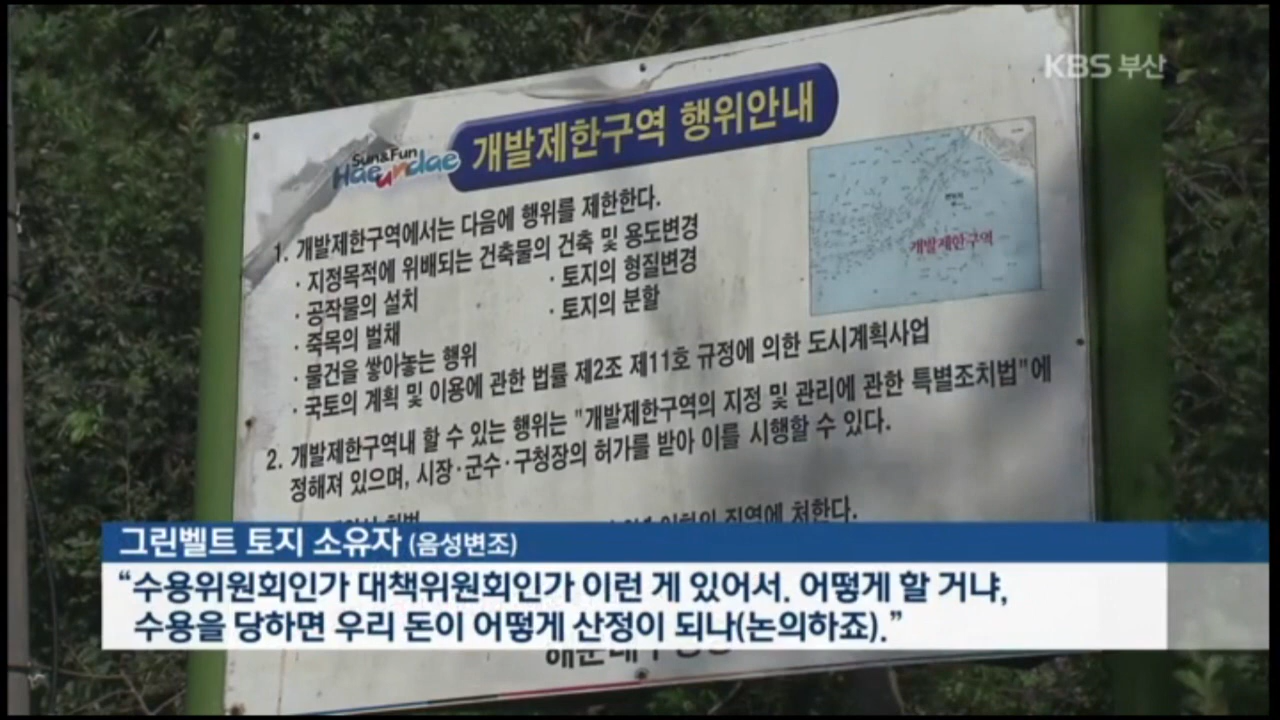 KBS 부산
Sun&Fun
Haeundae
개발제한구역 행위안내
1. 개발제한구역에서는 다음에 행위를 제한한다.
· 지정목적에 위배되는 건축물의 건축 및 용도변경
· 공작물의 설치 · 토지의 형질변경
· 죽목의 벌채 · 토지의 분할
· 물건을 쌓아놓는 행위
· 국토의 계획 및 이용에 관한 법률 제2조 제11호 규정에 의한 도시계획사업
2. 개발제한구역내 할 수 있는 행위는 "개발제한구역의 지정 및 관리에 관한 특별조치법"에
정해져 있으며, 시장·군수·구청장의 허가를 받아 이를 시행할 수 있다.
개발제한구역
징역에 처한다.
그린벨트 토지 소유자 (음성변조)
“수용위원회인가 대책위원회인가 이런 게 있어서. 어떻게 할 거냐,
수용을 당하면 우리 돈이 어떻게 산정이 되나(논의하죠).”